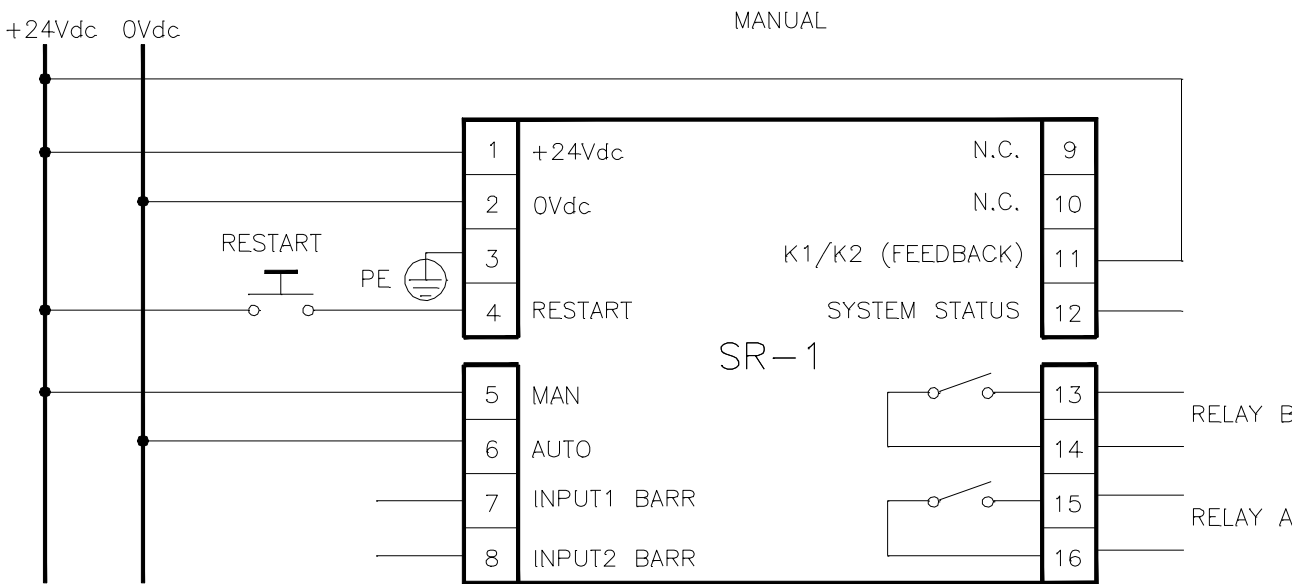 MANUAL
+24Vdc 0Vdc
1 +24Vdc N.C. 9
2 0Vdc N.C. 10
RESTART
PE 3 K1/K2 (FEEDBACK) 11
4 RESTART SYSTEM STATUS 12
SR-1
5 MAN 13
RELAY B
6 AUTO 14
7 INPUT1 BARR 15
RELAY A
8 INPUT2 BARR 16